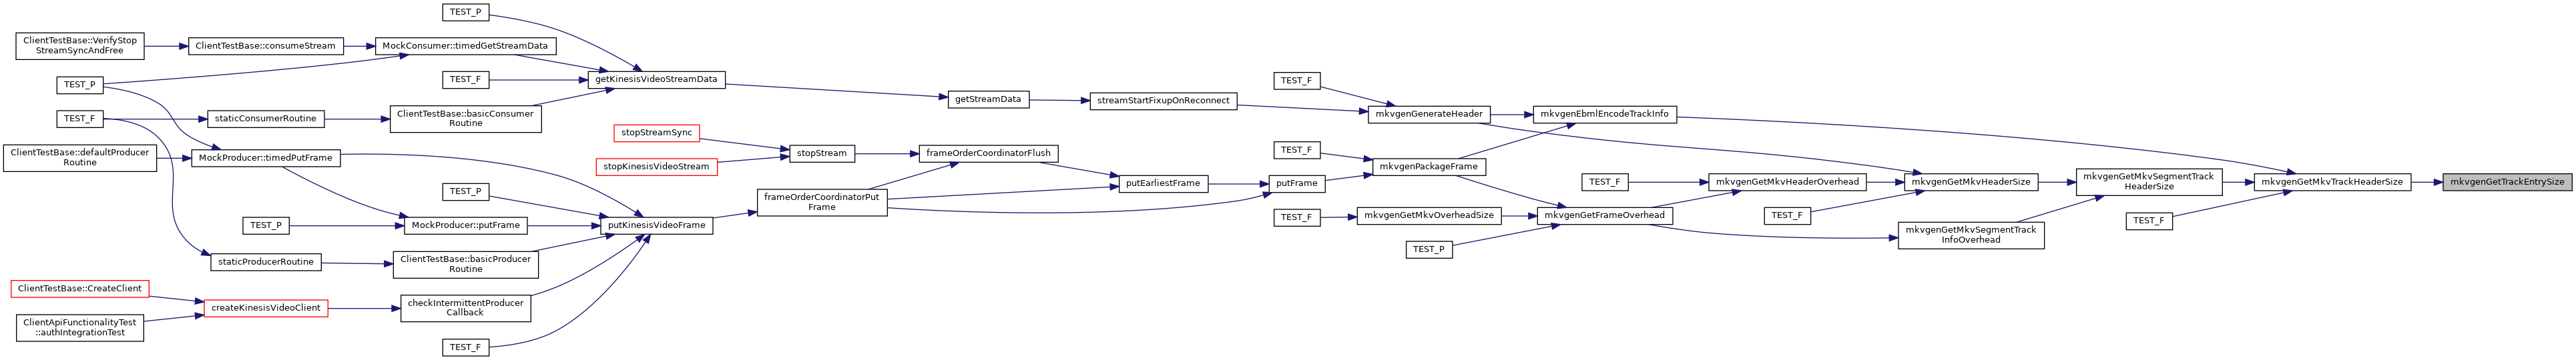 TEST_P
ClientTestBase::VerifyStop
StreamSyncAndFree
ClientTestBase::consumeStream
MockConsumer::timedGetStreamData
TEST_P
TEST_F
getKinesisVideoStreamData
TEST_F
staticConsumerRoutine
ClientTestBase::basicConsumer
Routine
getStreamData
streamStartFixupOnReconnect
TEST_F
mkvgenGenerateHeader
mkvgenEbmlEncodeTrackInfo
stopStreamSync
ClientTestBase::defaultProducer
Routine
MockProducer::timedPutFrame
stopKinesisVideoStream
stopStream
frameOrderCoordinatorFlush
TEST_F
mkvgenPackageFrame
TEST_P
frameOrderCoordinatorPut
Frame
putEarliestFrame
putFrame
TEST_F
mkvgenGetMkvHeaderOverhead
mkvgenGetMkvHeaderSize
mkvgenGetMkvSegmentTrack
HeaderSize
mkvgenGetMkvTrackHeaderSize
mkvgenGetTrackEntrySize
TEST_P
MockProducer::putFrame
putKinesisVideoFrame
TEST_F
mkvgenGetMkvOverheadSize
mkvgenGetFrameOverhead
TEST_F
TEST_F
TEST_P
mkvgenGetMkvSegmentTrack
InfoOverhead
staticProducerRoutine
ClientTestBase::basicProducer
Routine
ClientTestBase::CreateClient
createKinesisVideoClient
checkIntermittentProducer
Callback
ClientApiFunctionalityTest
::authIntegrationTest
TEST_F